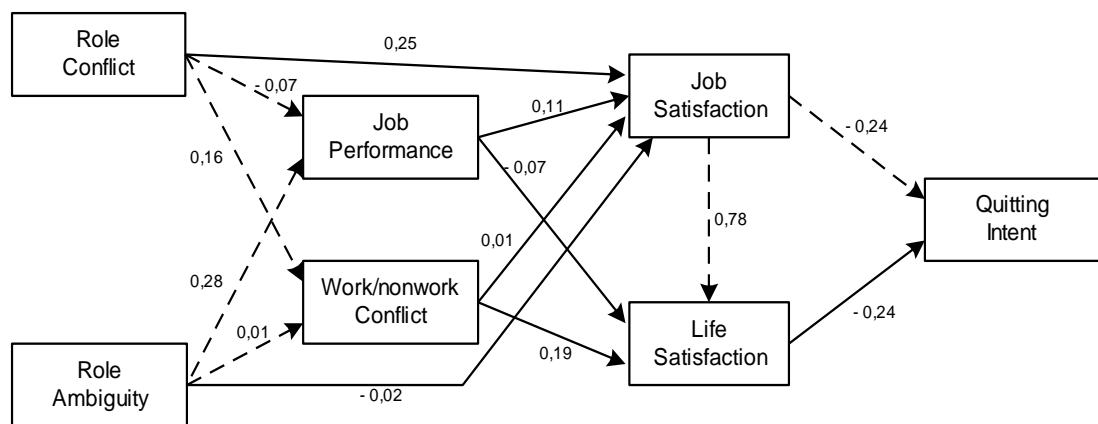 Role
Conflict
0,25
- 0,07
Job
Performance
0,11
Job
Satisfaction
- 0,24
0,16
- 0,07
0,78
Quitting
Intent
0,28
0,01
Work/nonwork
Conflict
0,01
0,19
Life
Satisfaction
- 0,24
Role
Ambiguity
- 0,02